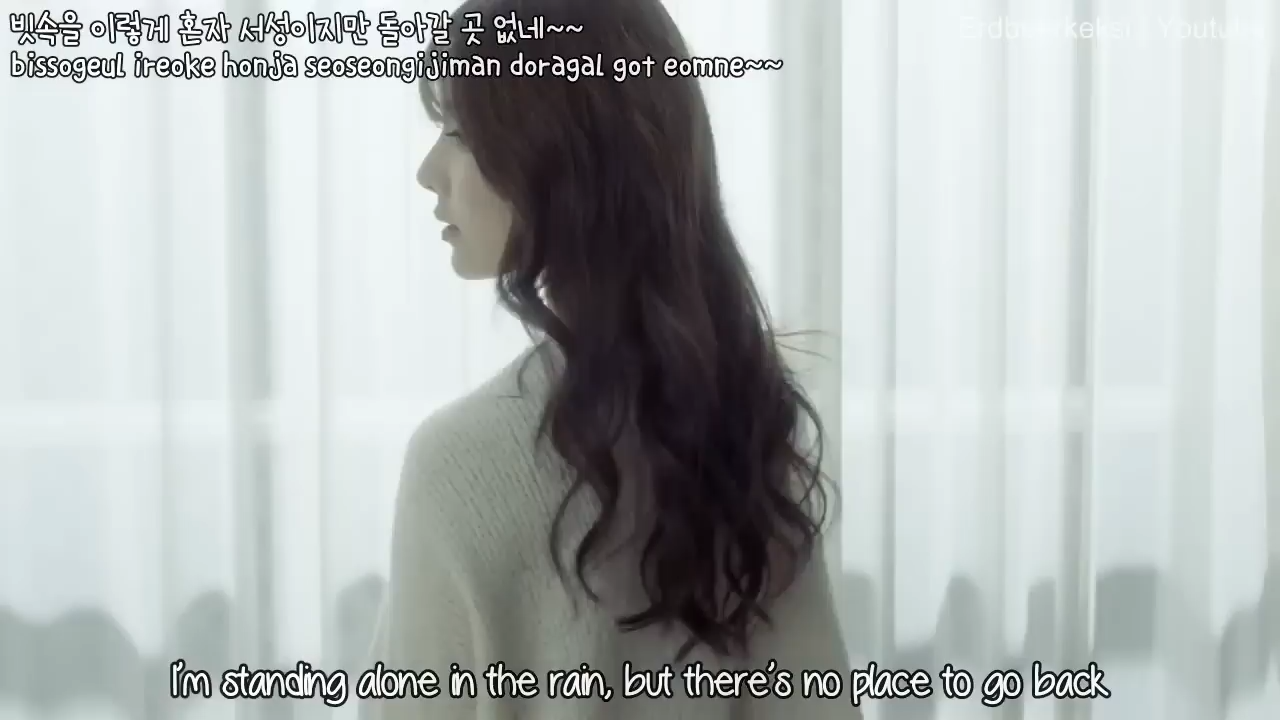 빗속을 이렇게 혼자 서성이지만 돌아갈 곳 없네~~
Erdbeerkeksi - Youtube
bissogeul ireoke honja seoseongijiman doragal got eomne~~
I'm standing alone in the rain, but there's no place to go back